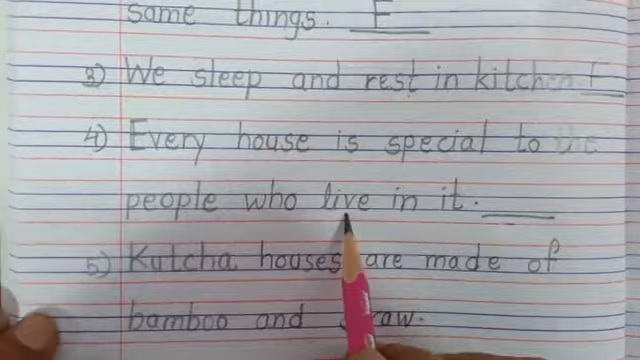 same things. F
3) We sleep and rest in kitchen F
4) Every house is special to the
people who live in it.
5) Kutcha houses are made of
bamboo and straw.